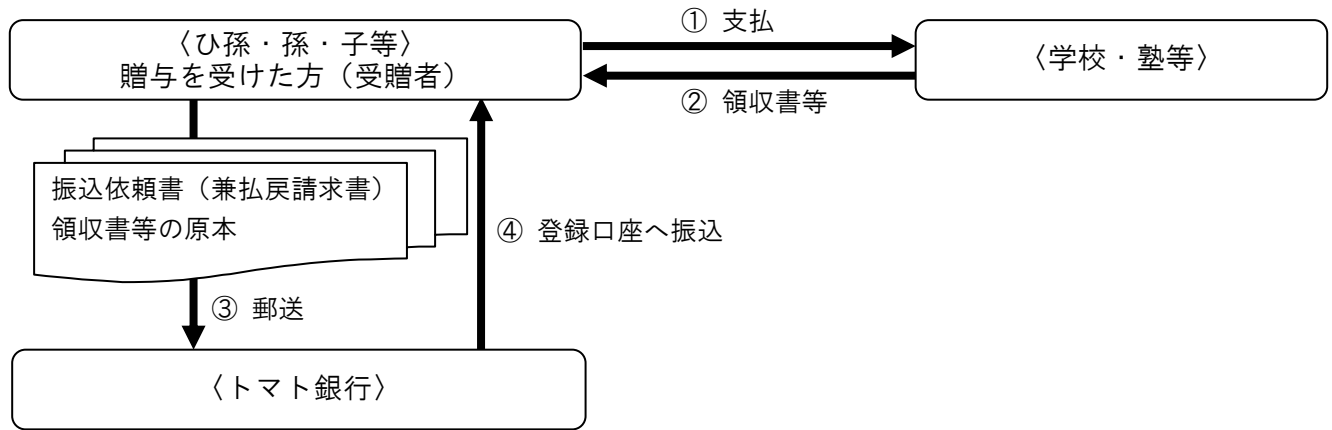 ① 支払
〈ひ孫・孫・子等〉
贈与を受けた方（受贈者）
〈学校・塾等〉
② 領収書等
振込依頼書（兼払戻請求書）
領収書等の原本
④ 登録口座へ振込
③ 郵送
〈トマト銀行〉